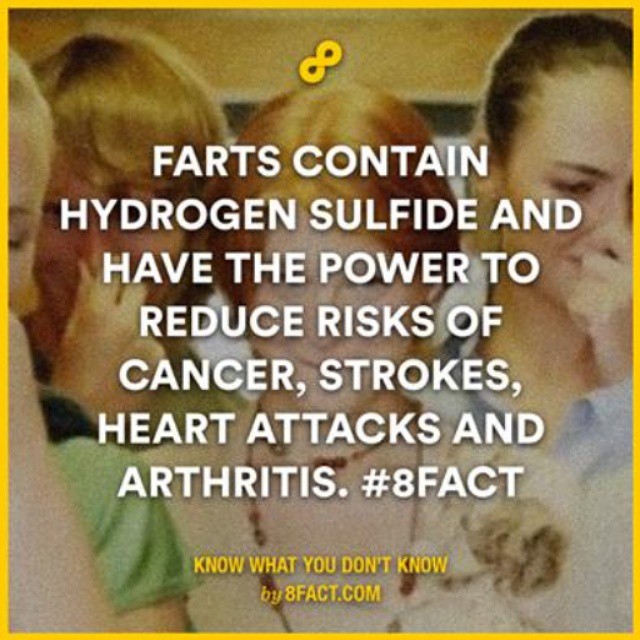 FARTS CONTAIN
HYDROGEN SULFIDE AND
HAVE THE POWER TO
REDUCE RISKS OF
CANCER, STROKES,
HEART ATTACKS AND
ARTHRITIS. #8FACT
KNOW WHAT YOU DON'T KNOW
by 8FACT.COM